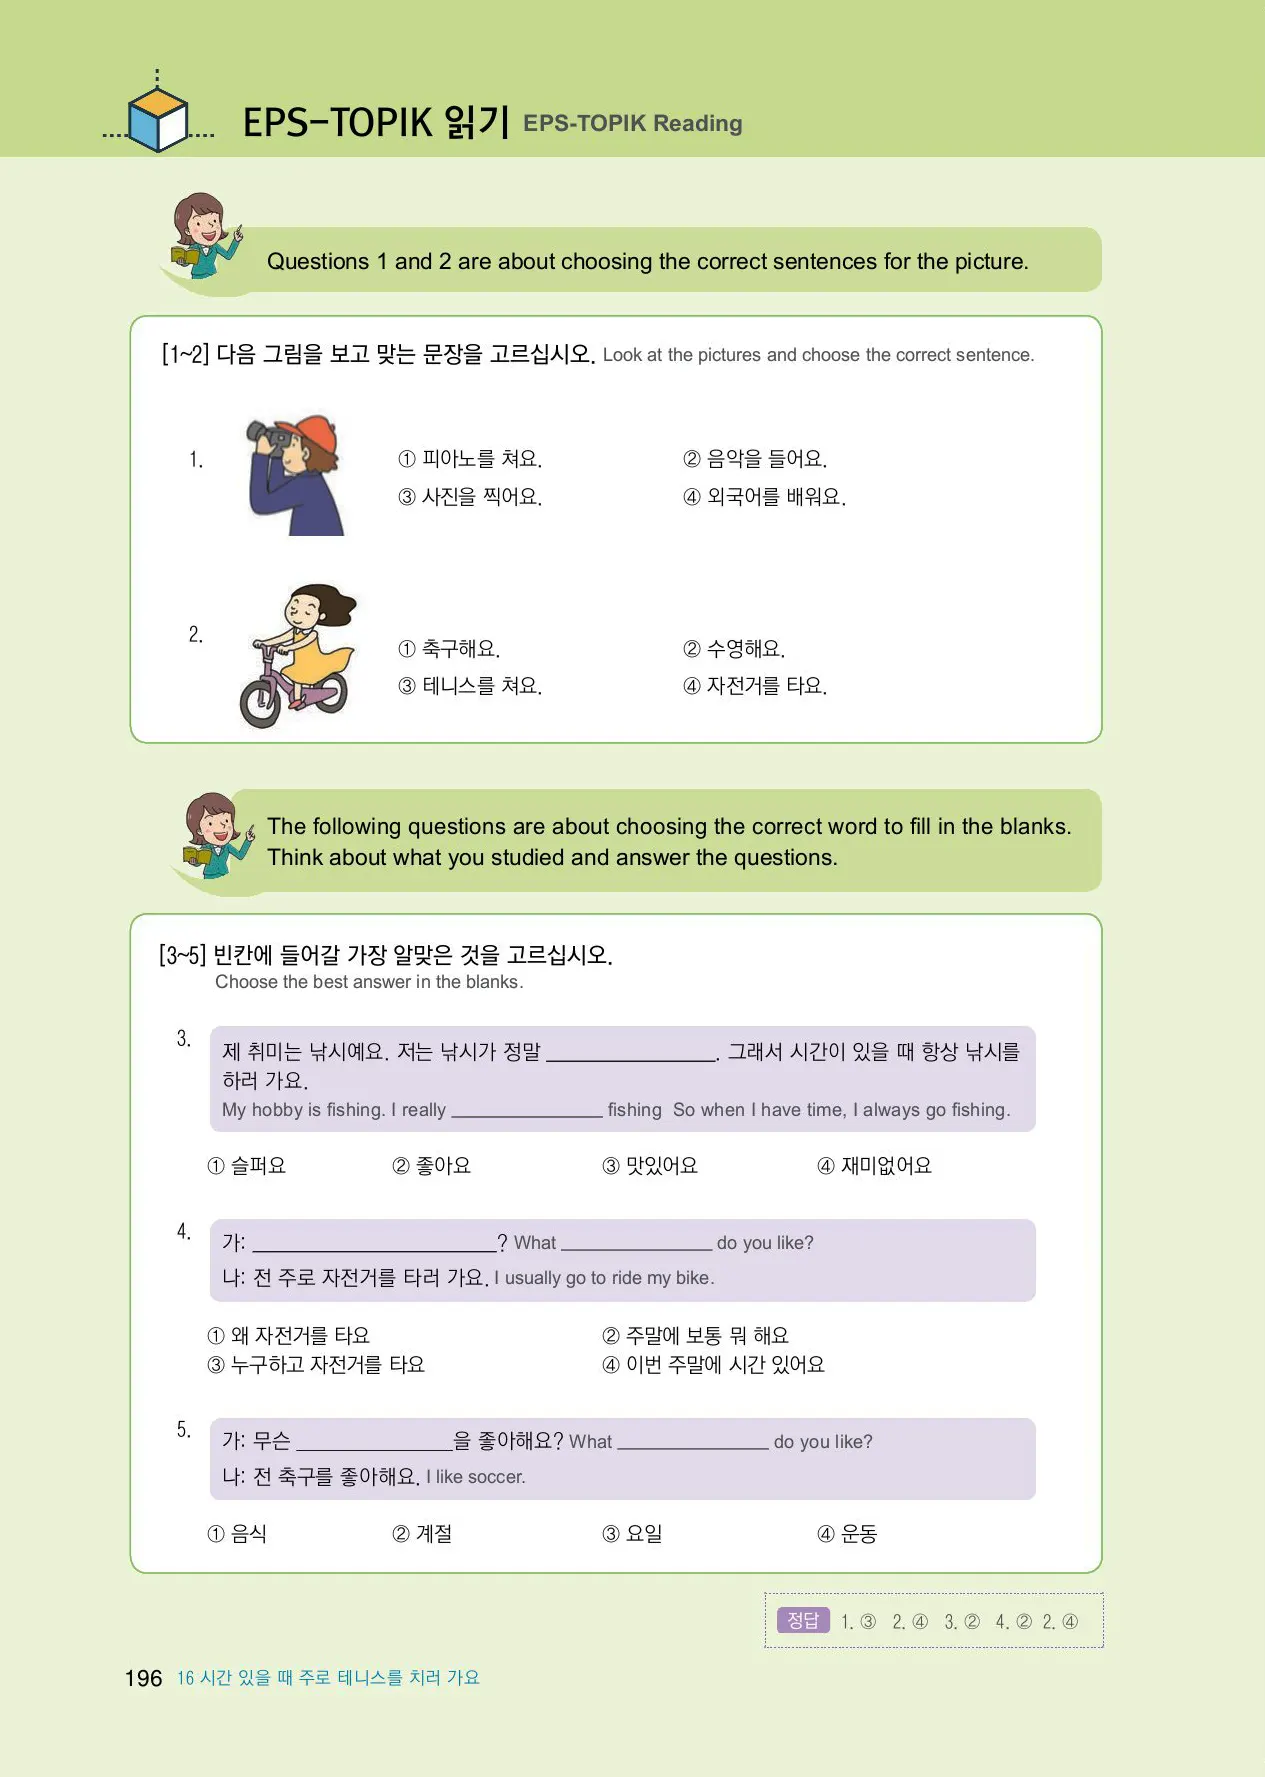 EPS-TOPIK 읽기 EPS-TOPIK Reading
Questions 1 and 2 are about choosing the correct sentences for the picture.
[1~2] 다음 그림을 보고 맞는 문장을 고르십시오. Look at the pictures and choose the correct sentence.
1.
① 피아노를 쳐요. ② 음악을 들어요.
③ 사진을 찍어요. ④ 외국어를 배워요.
2.
① 축구해요. ② 수영해요.
③ 테니스를 쳐요. ④ 자전거를 타요.
The following questions are about choosing the correct word to fill in the blanks.
Think about what you studied and answer the questions.
[3~5] 빈칸에 들어갈 가장 알맞은 것을 고르십시오.
Choose the best answer in the blanks.
3. 제 취미는 낚시예요. 저는 낚시가 정말 _______________. 그래서 시간이 있을 때 항상 낚시를
하러 가요.
My hobby is fishing. I really _______________ fishing So when I have time, I always go fishing.
① 슬퍼요 ② 좋아요 ③ 맛있어요 ④ 재미없어요
4. 가: _______________? What _______________ do you like?
나: 전 주로 자전거를 타러 가요. I usually go to ride my bike.
① 왜 자전거를 타요 ② 주말에 보통 뭐 해요
③ 누구하고 자전거를 타요 ④ 이번 주말에 시간 있어요
5. 가: 무슨 _______________을 좋아해요? What _______________ do you like?
나: 전 축구를 좋아해요. I like soccer.
① 음식 ② 계절 ③ 요일 ④ 운동
정답 1. ③ 2. ④ 3. ② 4. ② 2. ④
196 16 시간 있을 때 주로 테니스를 치러 가요